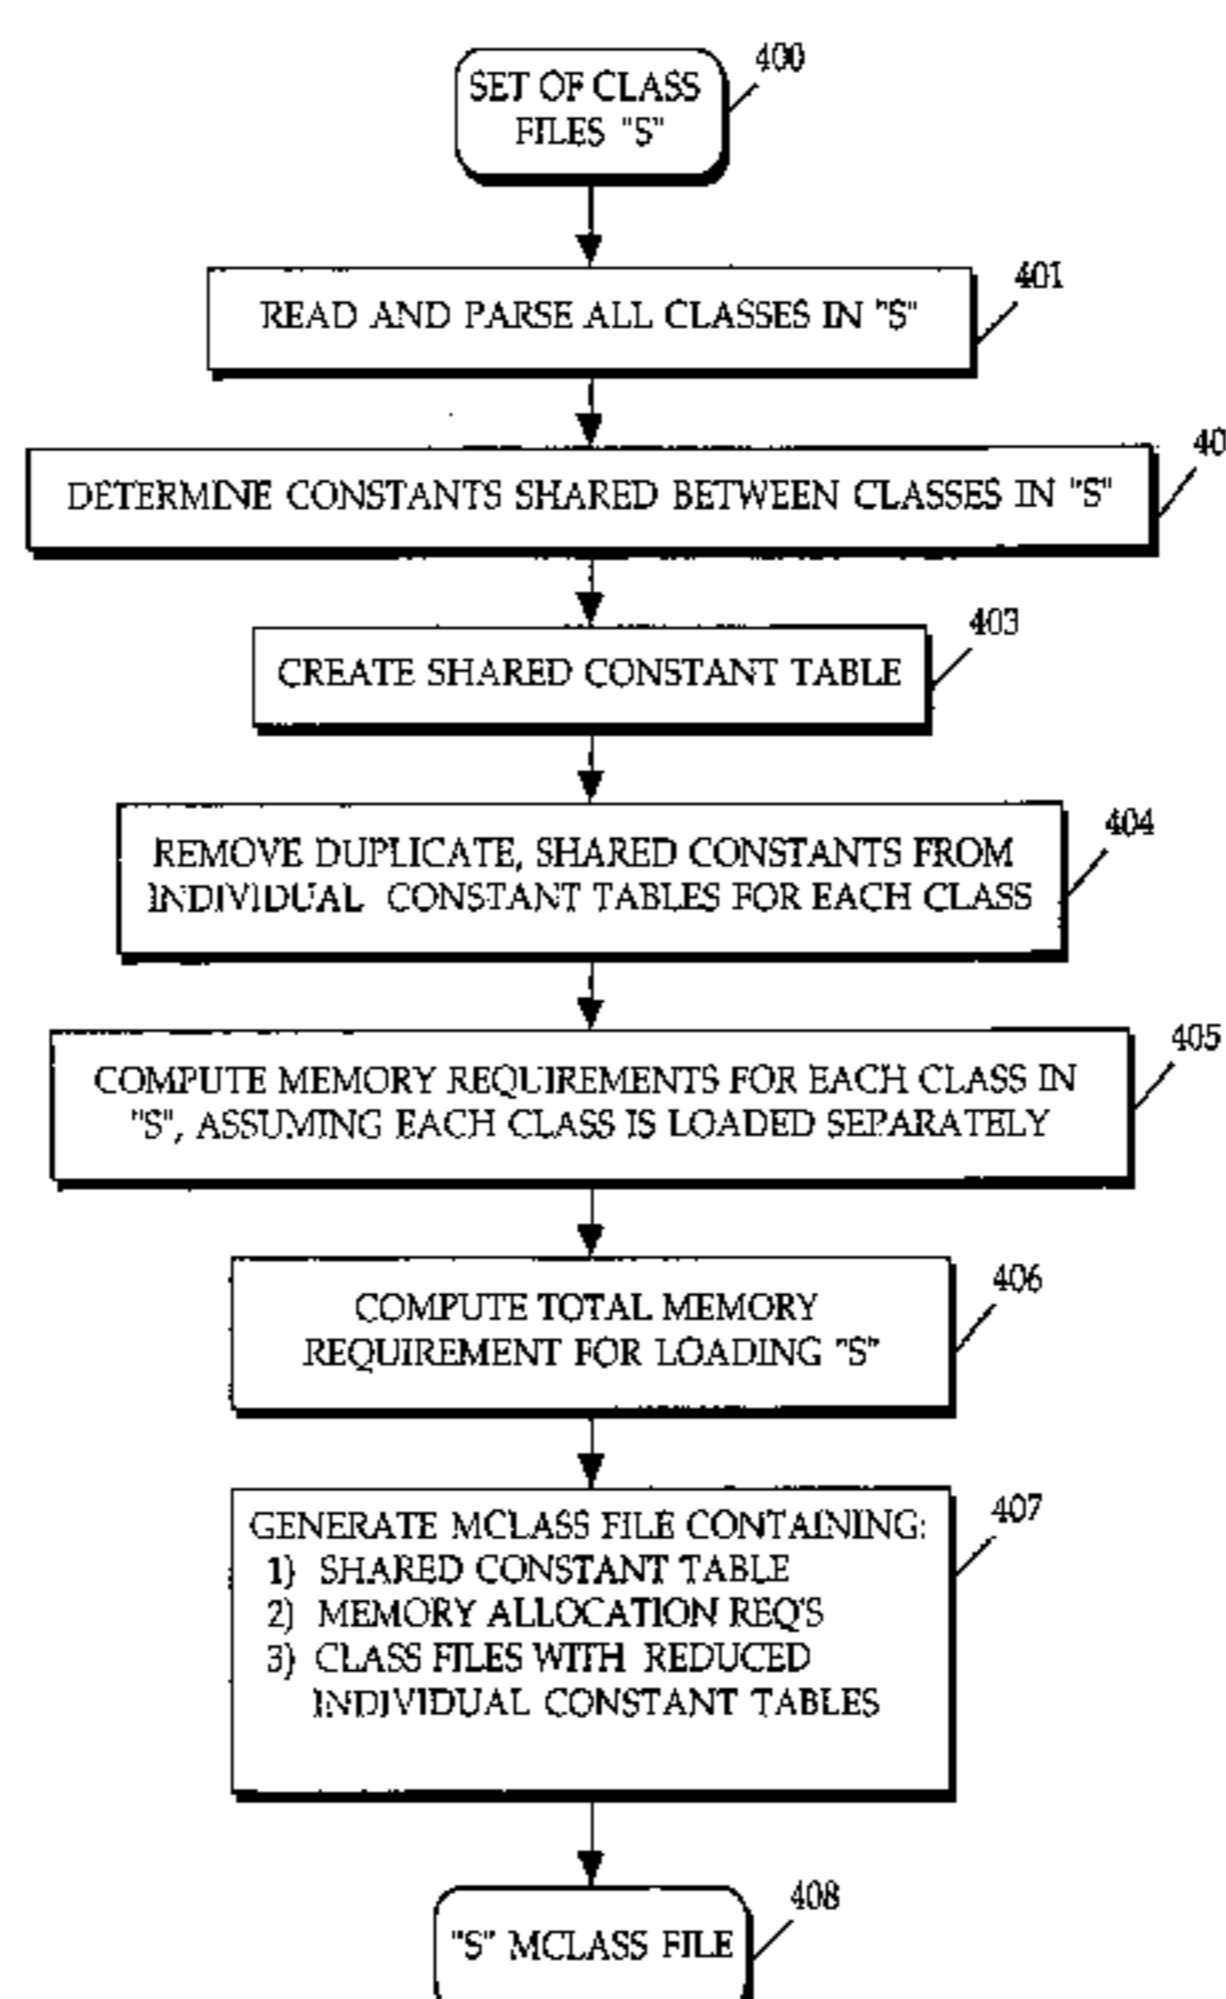 400
SET OF CLASS
FILES "S"
401
READ AND PARSE ALL CLASSES IN "S"
40
DETERMINE CONSTANTS SHARED BETWEEN CLASSES IN "S"
403
CREATE SHARED CONSTANT TABLE
404
REMOVE DUPLICATE, SHARED CONSTANTS FROM
INDIVIDUAL CONSTANT TABLES FOR EACH CLASS
405
COMPUTE MEMORY REQUIREMENTS FOR EACH CLASS IN
"S", ASSUMING EACH CLASS IS LOADED SEPARATELY
406
COMPUTE TOTAL MEMORY
REQUIREMENT FOR LOADING "S"
407
GENERATE MCLASS FILE CONTAINING:
1) SHARED CONSTANT TABLE
2) MEMORY ALLOCATION REQ'S
3) CLASS FILES WITH REDUCED
INDIVIDUAL CONSTANT TABLES
408
"S" MCLASS FILE